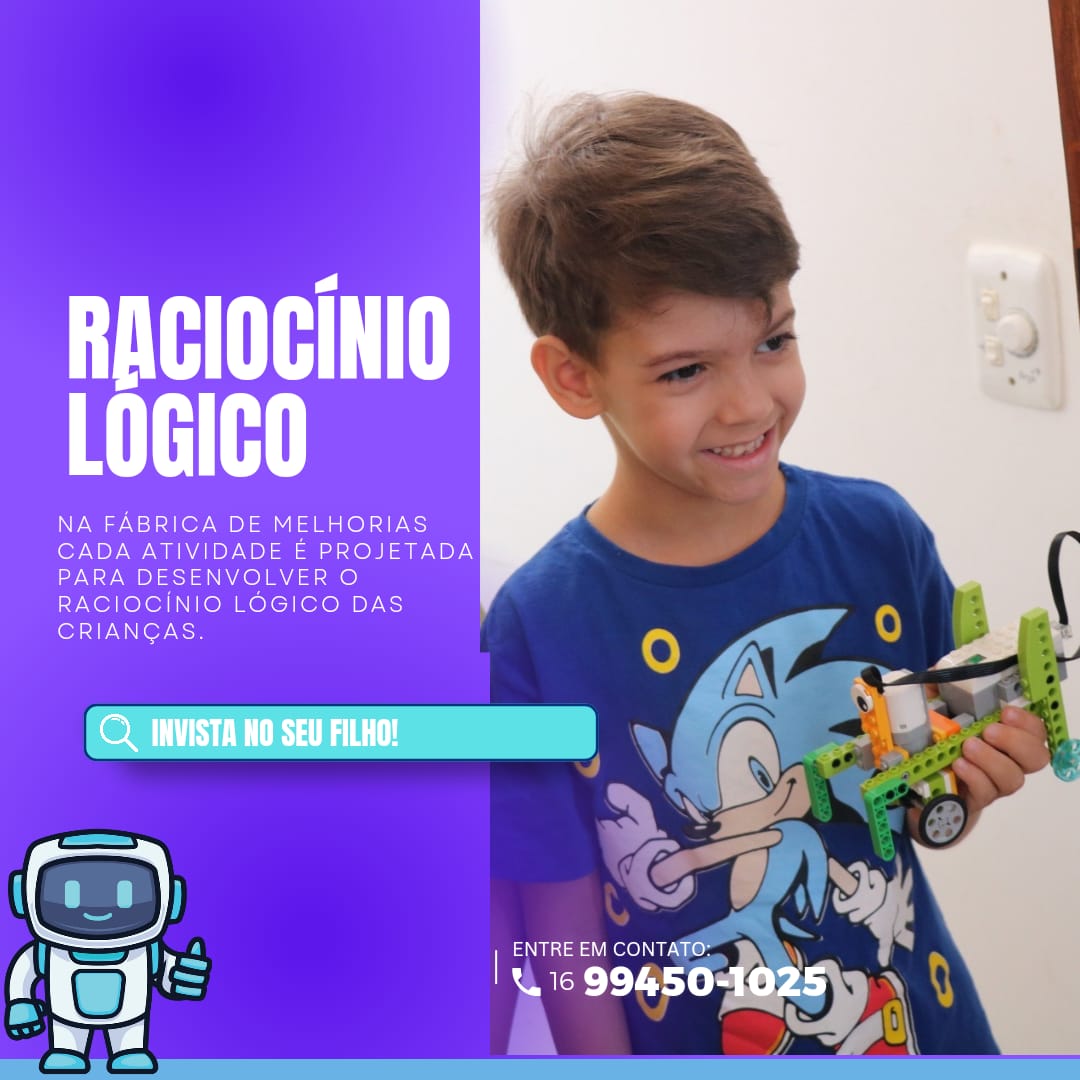 RACIOCÍNIO
LÓGICO
NA FÁBRICA DE MELHORIAS
CADA ATIVIDADE É PROJETADA
PARA DESENVOLVER O
RACIOCÍNIO LÓGICO DAS
CRIANÇAS.
INVISTA NO SEU FILHO!
ENTRE EM CONTATO:
16 99450-1025